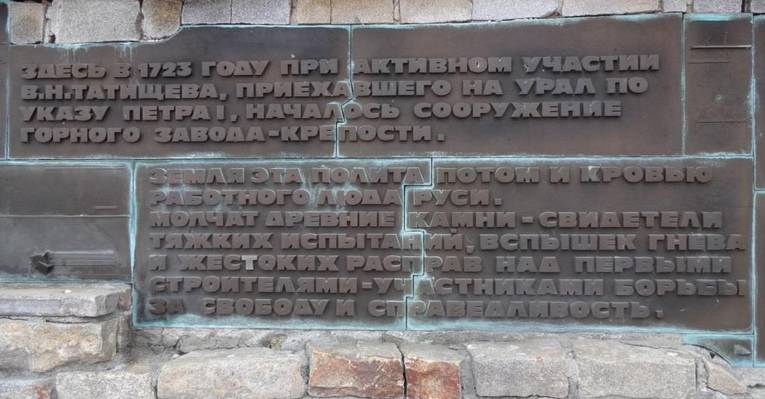 ЗДЕСЬ В 1723 ГОДУ ПРИ АКТИВНОМ УЧАСТИИ
В.Н.ТАТИЩЕВА, ПРИЕХАВШЕГО НА УРАЛ ПО
УКАЗУ ПЕТРА I, НАЧАЛОСЬ СООРУЖЕНИЕ
ГОРНОГО ЗАВОДА-КРЕПОСТИ.
ЗЕМЛЯ ЭТА ПОЛИТА ПОТОМ И КРОВЬЮ
РАБОТНОГО ЛЮДА РУСИ.
МОЛЧАТ ДРЕВНИЕ КАМНИ-СВИДЕТЕЛИ
ТЯЖКИХ ИСПЫТАНИЙ, ВСПЫШЕК ГНЕВА
И ЖЕСТОКИХ РАСПРАВ НАД ПЕРВЫМИ
СТРОИТЕЛЯМИ-УЧАСТНИКАМИ БОРЬБЫ
ЗА СВОБОДУ И СПРАВЕДЛИВОСТЬ.